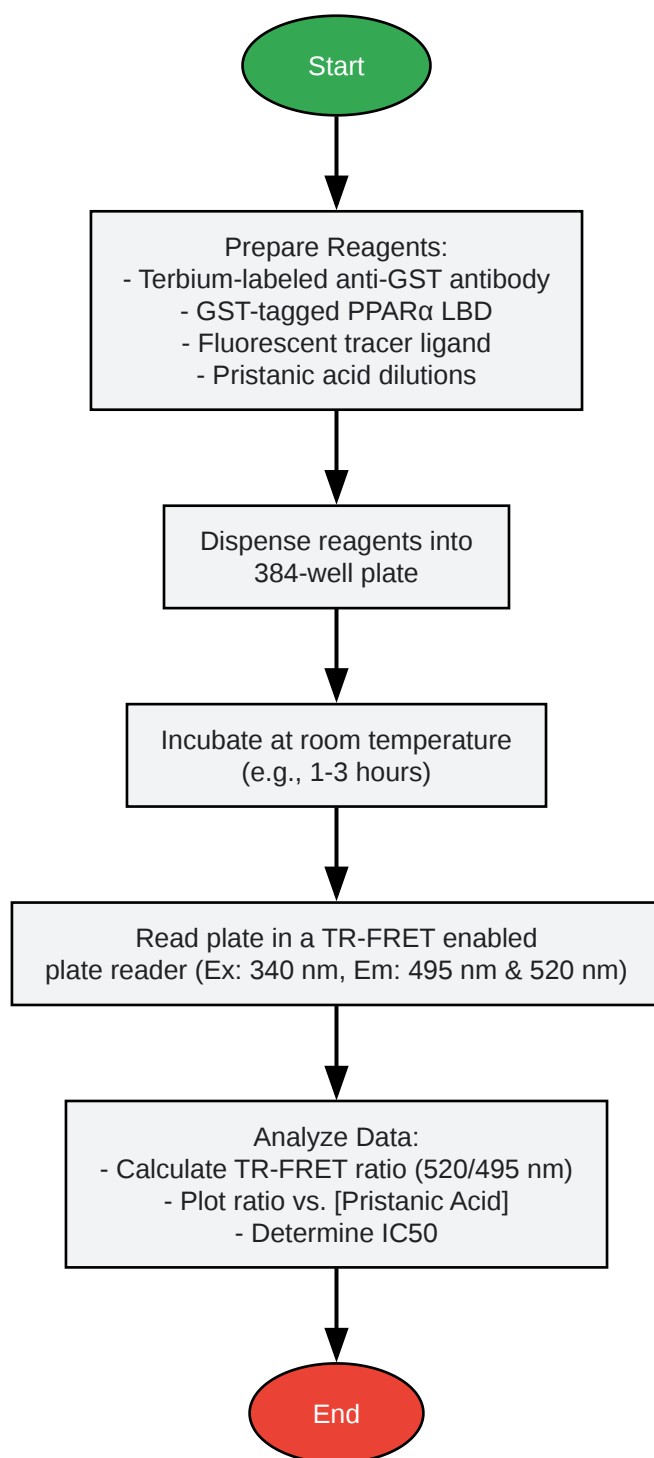 Start
Prepare Reagents:
- Terbium-labeled anti-GST antibody
- GST-tagged PPARα LBD
- Fluorescent tracer ligand
- Pristanic acid dilutions
Dispense reagents into
384-well plate
Incubate at room temperature
(e.g., 1-3 hours)
Read plate in a TR-FRET enabled
plate reader (Ex: 340 nm, Em: 495 nm & 520 nm)
Analyze Data:
- Calculate TR-FRET ratio (520/495 nm)
- Plot ratio vs. [Pristanic Acid]
- Determine IC50
End